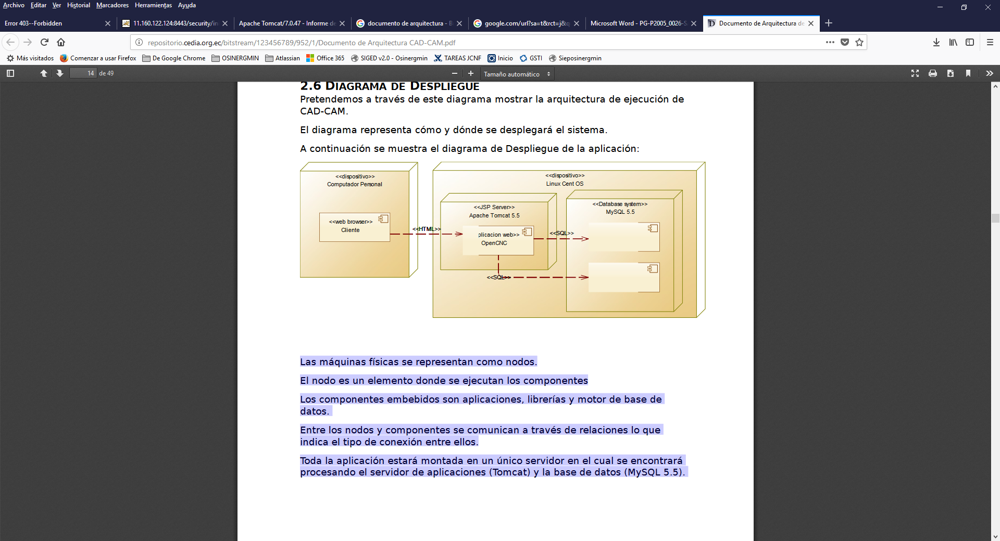 Archivo Editar Ver Historial Marcadores Herramientas Ayuda
Error 403--Forbidden
11.160.122.124:8443/security/in
Apache Tomcat/7.0.47 - Informe de
documento de arquitectura - B
google.com/url?sa=t&rct=j&q
Microsoft Word - PG-P2005_0026-S
Documento de Arquitectura de
repositorio.cedia.org.ec/bitstream/123456789/952/1/Documento de Arquitectura CAD-CAM.pdf
Más visitados Comenzar a usar Firefox De Google Chrome OSINERGMIN Atlassian Office 365 SIGED v2.0 - Osinergmin TAREAS JCNF Inicio GSTI Sieposinergmin
14 de 49 Tamaño automático
2.6 DIAGRAMA DE DESPLIEGUE
Pretendemos a través de este diagrama mostrar la arquitectura de ejecución de
CAD-CAM.
El diagrama representa cómo y dónde se desplegará el sistema.
A continuación se muestra el diagrama de Despliegue de la aplicación:
<<dispositivo>>
Computador Personal
<<web browser>>
Cliente
<<HTML>>
<<dispositivo>>
Linux Cent OS
<<JSP Server>>
Apache Tomcat 5.5
plicacion web>>
OpenCNC
<<SQL>>
<<SQL>>
<<Database system>>
MySQL 5.5
Las máquinas físicas se representan como nodos.
El nodo es un elemento donde se ejecutan los componentes
Los componentes embebidos son aplicaciones, librerías y motor de base de
datos.
Entre los nodos y componentes se comunican a través de relaciones lo que
indica el tipo de conexión entre ellos.
Toda la aplicación estará montada en un único servidor en el cual se encontrará
procesando el servidor de aplicaciones (Tomcat) y la base de datos (MySQL 5.5).